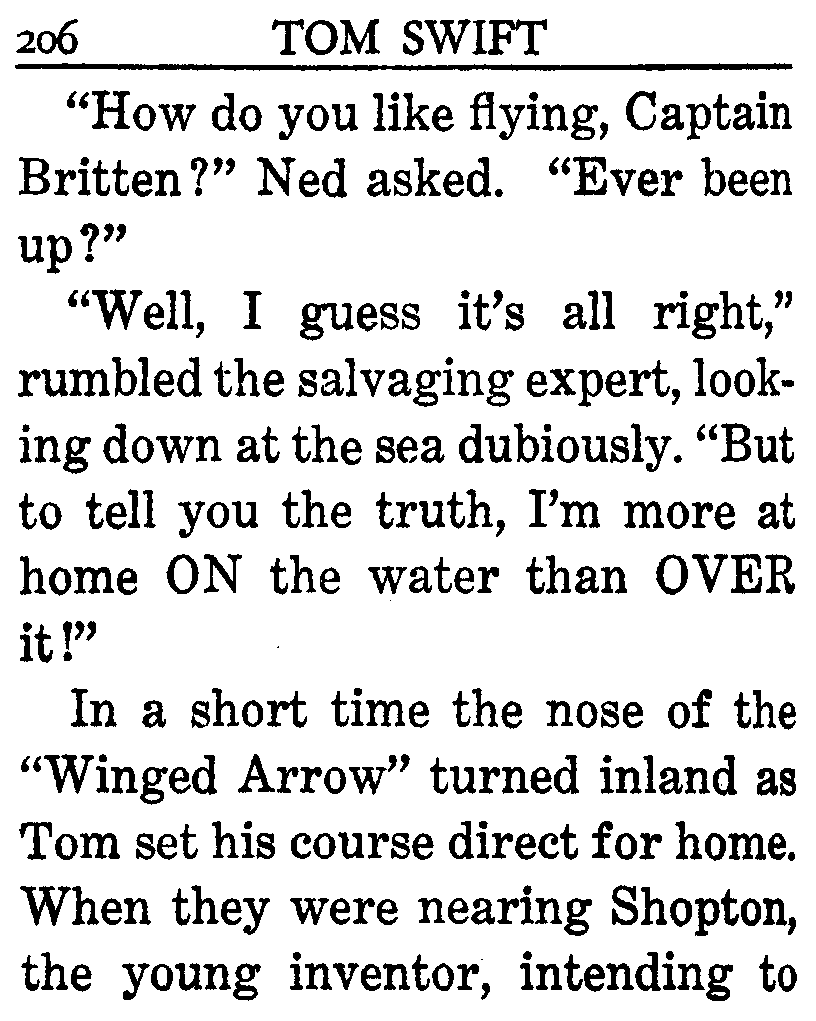 206 TOM SWIFT
“How do you like flying, Captain
Britten?” Ned asked. “Ever been
up?”
“Well, I guess it’s all right,”
rumbled the salvaging expert, look-
ing down at the sea dubiously. “But
to tell you the truth, I’m more at
home ON the water than OVER
it!”
In a short time the nose of the
“Winged Arrow” turned inland as
Tom set his course direct for home.
When they were nearing Shopton,
the young inventor, intending to